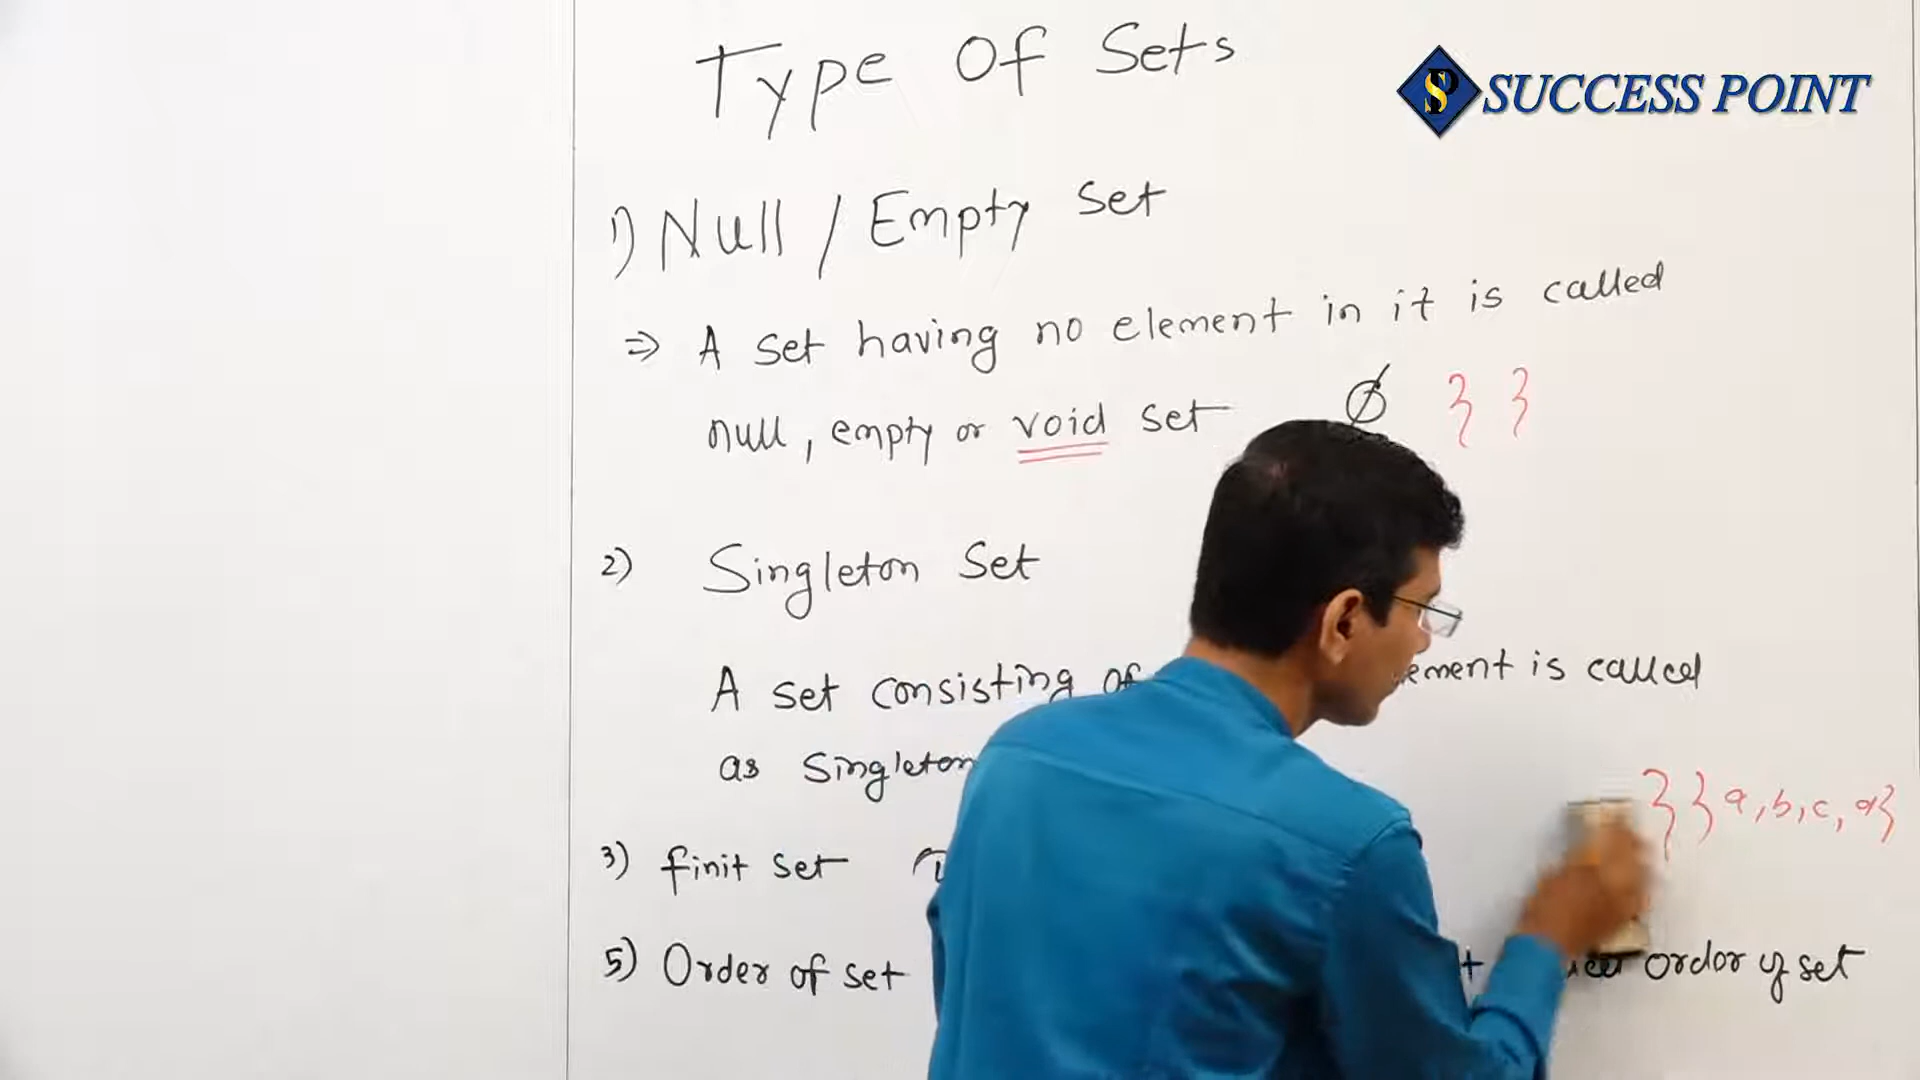 Type Of Sets
SUCCESS POINT
1) Null / Empty Set
⇒ A set having no element in it is called
null, empty or void set ∅ { }
2) Singleton Set
A set consisting of element is called
as Singleton
{ { a, b, c, d}
3) finit set
5) Order of set order of set